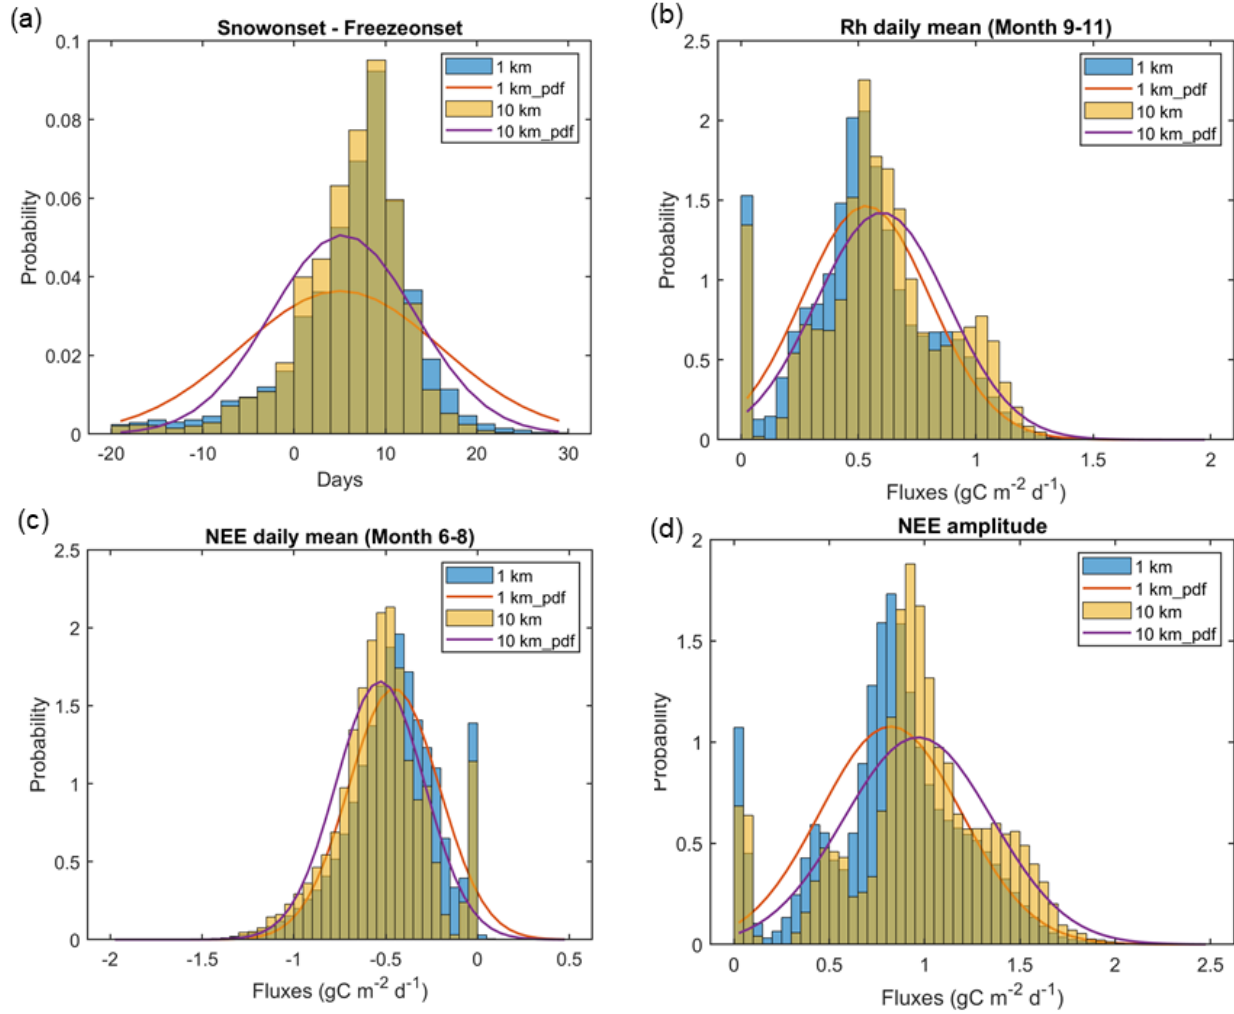 (a)
Snowonset - Freezeonset
0.1
0.08
0.06
0.04
0.02
0
Probability
-20
-10
0
10
20
30
Days
1 km
1 km_pdf
10 km
10 km_pdf
(b)
Rh daily mean (Month 9-11)
2.5
2
1.5
1
0.5
0
Probability
0
0.5
1
1.5
2
Fluxes (gC m-2 d-1)
1 km
1 km_pdf
10 km
10 km_pdf
(c)
NEE daily mean (Month 6-8)
2.5
2
1.5
1
0.5
0
Probability
-2
-1
-0.5
0
0.5
Fluxes (gC m-2 d-1)
1 km
1 km_pdf
10 km
10 km_pdf
(d)
NEE amplitude
2
1.5
1
0.5
0
Probability
0
0.5
1
1.5
2
2.5
Fluxes (gC m-2 d-1)
1 km
1 km_pdf
10 km
10 km_pdf